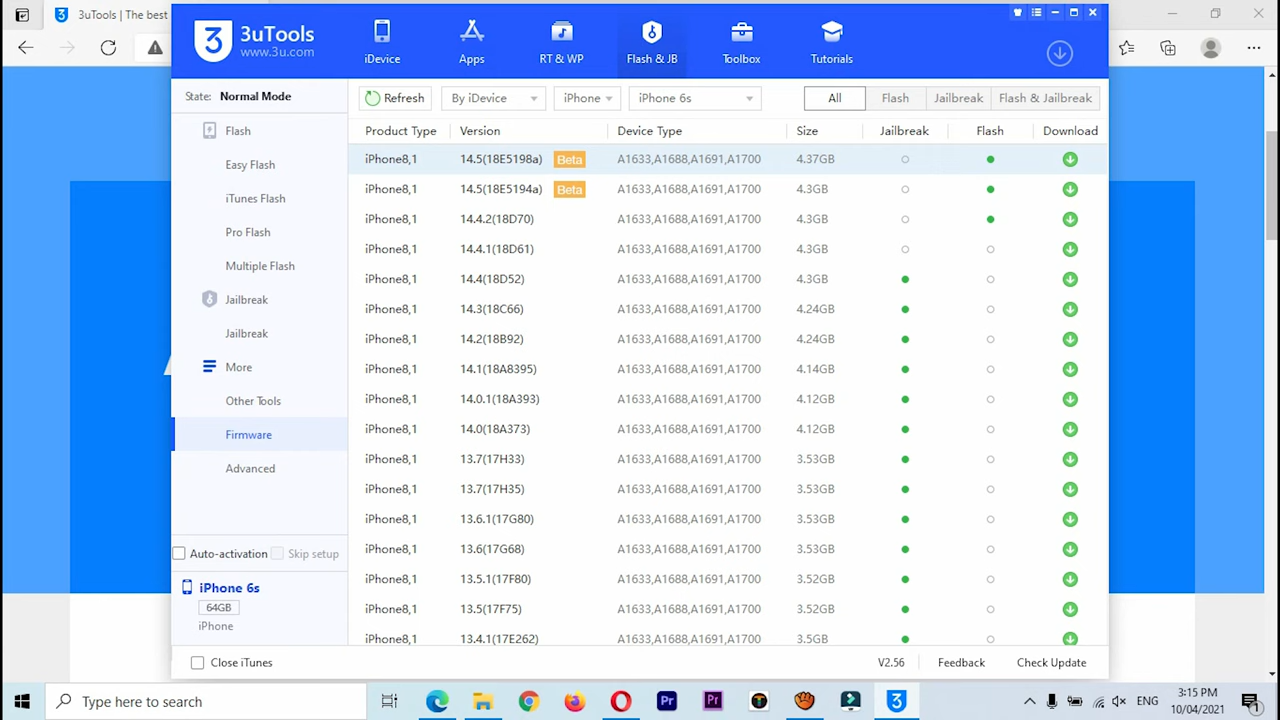 3uTools | The best
3uTools
www.3u.com
iDevice
Apps
RT & WP
Flash & JB
Toolbox
Tutorials
State: Normal Mode
Flash
Easy Flash
iTunes Flash
Pro Flash
Multiple Flash
Jailbreak
Jailbreak
More
Other Tools
Firmware
Advanced
Auto-activation Skip setup
iPhone 6s
64GB
iPhone
Refresh By iDevice iPhone iPhone 6s All Flash Jailbreak Flash & Jailbreak
Product Type Version Device Type Size Jailbreak Flash Download
iPhone8,1 14.5(18E5198a) Beta A1633,A1688,A1691,A1700 4.37GB
iPhone8,1 14.5(18E5194a) Beta A1633,A1688,A1691,A1700 4.3GB
iPhone8,1 14.4.2(18D70) A1633,A1688,A1691,A1700 4.3GB
iPhone8,1 14.4.1(18D61) A1633,A1688,A1691,A1700 4.3GB
iPhone8,1 14.4(18D52) A1633,A1688,A1691,A1700 4.3GB
iPhone8,1 14.3(18C66) A1633,A1688,A1691,A1700 4.24GB
iPhone8,1 14.2(18B92) A1633,A1688,A1691,A1700 4.24GB
iPhone8,1 14.1(18A8395) A1633,A1688,A1691,A1700 4.14GB
iPhone8,1 14.0.1(18A393) A1633,A1688,A1691,A1700 4.12GB
iPhone8,1 14.0(18A373) A1633,A1688,A1691,A1700 4.12GB
iPhone8,1 13.7(17H33) A1633,A1688,A1691,A1700 3.53GB
iPhone8,1 13.7(17H35) A1633,A1688,A1691,A1700 3.53GB
iPhone8,1 13.6.1(17G80) A1633,A1688,A1691,A1700 3.53GB
iPhone8,1 13.6(17G68) A1633,A1688,A1691,A1700 3.53GB
iPhone8,1 13.5.1(17F80) A1633,A1688,A1691,A1700 3.52GB
iPhone8,1 13.5(17F75) A1633,A1688,A1691,A1700 3.52GB
iPhone8,1 13.4.1(17E262) A1633,A1688,A1691,A1700 3.5GB
Close iTunes V2.56 Feedback Check Update
Type here to search
Pr
Pr
T
3
ENG
3:15 PM
10/04/2021
1